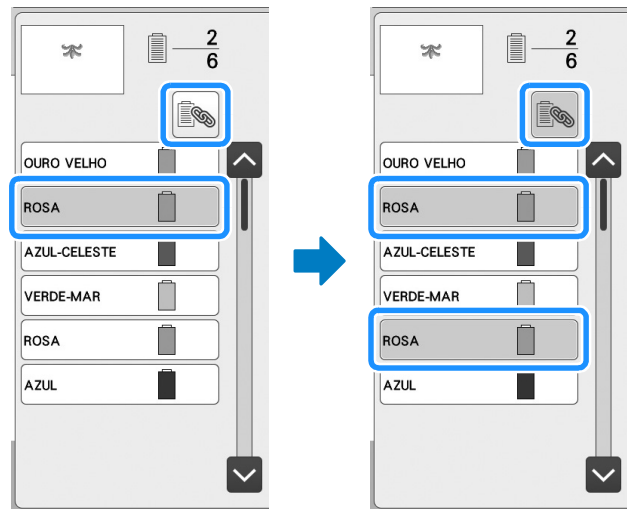 2
6
OURO VELHO
ROSA
AZUL-CELESTE
VERDE-MAR
ROSA
AZUL
2
6
OURO VELHO
ROSA
AZUL-CELESTE
VERDE-MAR
ROSA
AZUL